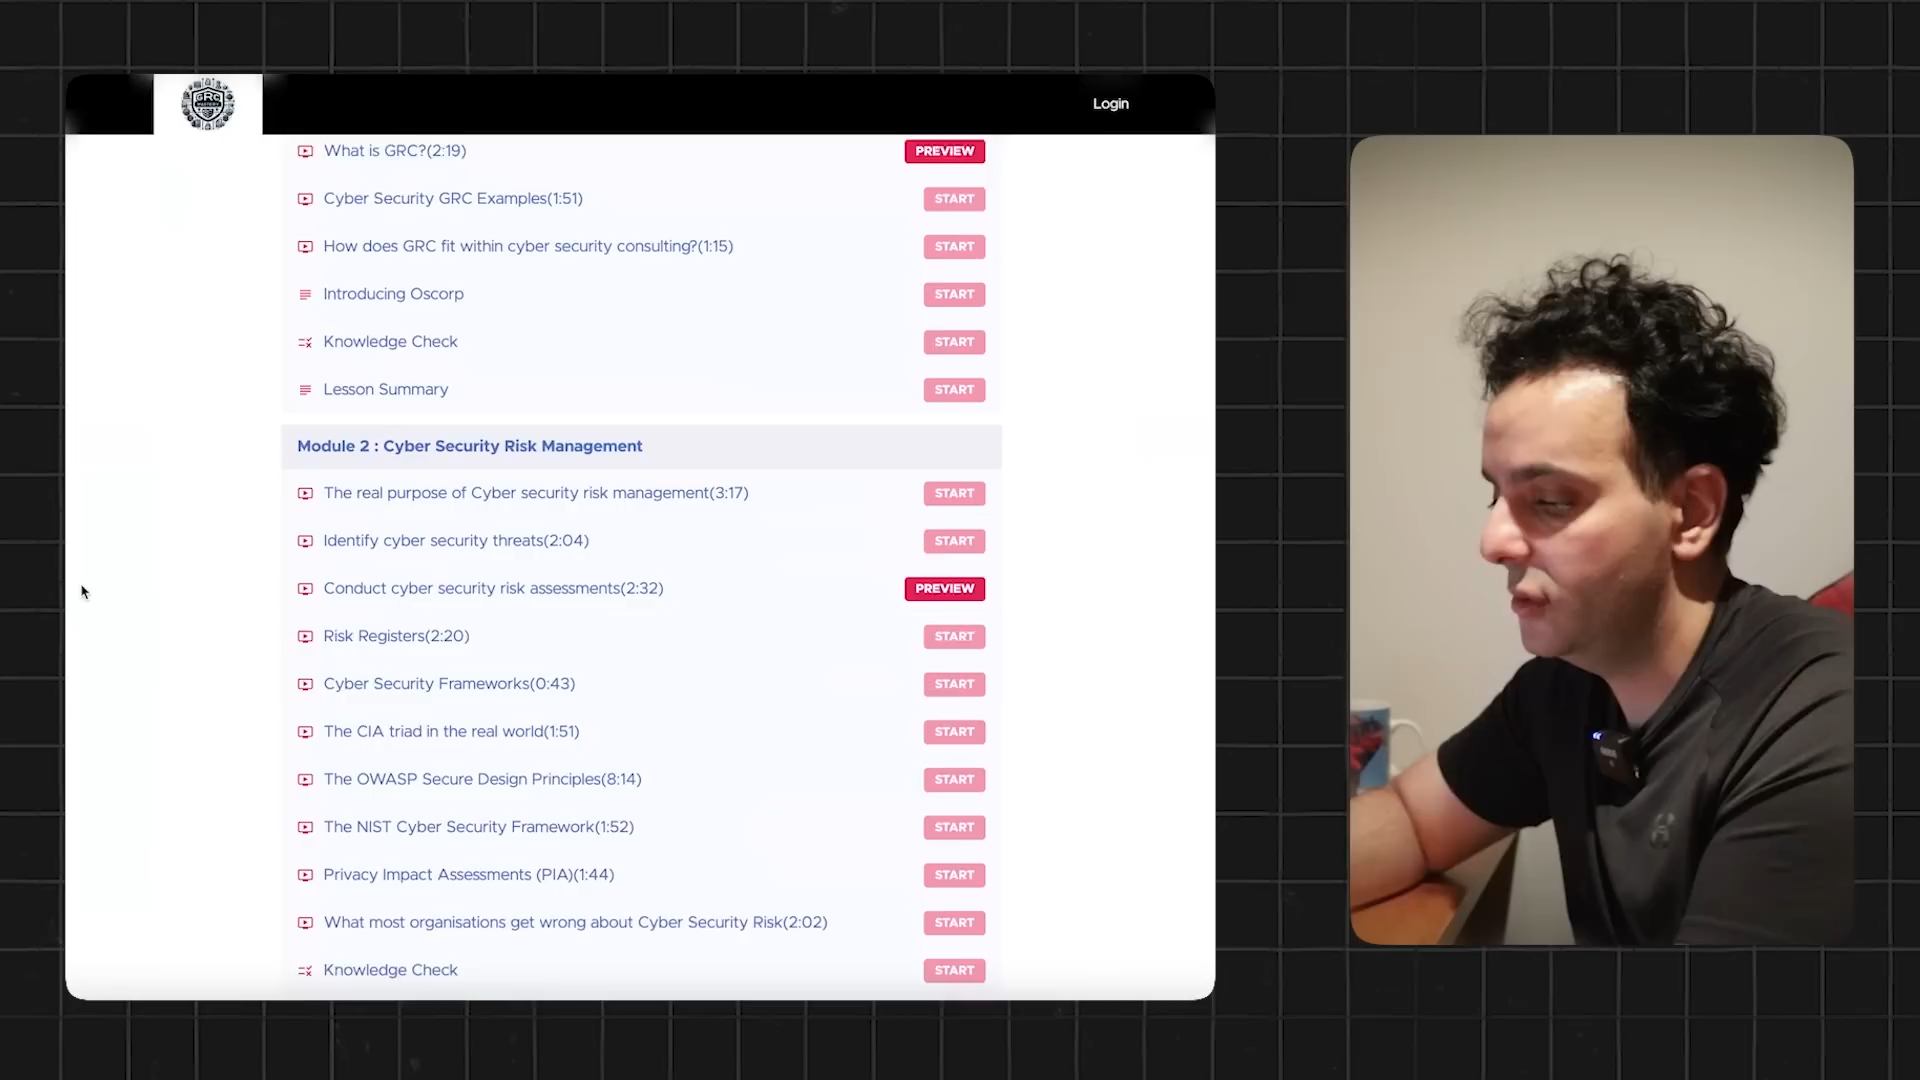 GRC
Login
What is GRC?(2:19)
PREVIEW
Cyber Security GRC Examples(1:51)
START
How does GRC fit within cyber security consulting?(1:15)
START
Introducing Oscorp
START
Knowledge Check
START
Lesson Summary
START
Module 2 : Cyber Security Risk Management
The real purpose of Cyber security risk management(3:17)
START
Identify cyber security threats(2:04)
START
Conduct cyber security risk assessments(2:32)
PREVIEW
Risk Registers(2:20)
START
Cyber Security Frameworks(0:43)
START
The CIA triad in the real world(1:51)
START
The OWASP Secure Design Principles(8:14)
START
The NIST Cyber Security Framework(1:52)
START
Privacy Impact Assessments (PIA)(1:44)
START
What most organisations get wrong about Cyber Security Risk(2:02)
START
Knowledge Check
START